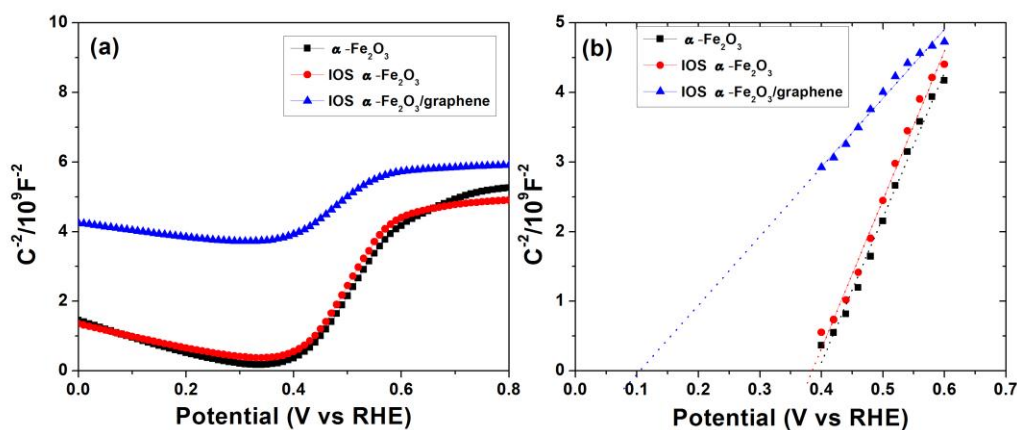 (a)
α-Fe₂O₃
IOS α-Fe₂O₃
IOS α-Fe₂O₃/graphene
C⁻²/10⁹F⁻²
10
8
6
4
2
0
0.0 0.2 0.4 0.6 0.8
Potential (V vs RHE)
(b)
α-Fe₂O₃
IOS α-Fe₂O₃
IOS α-Fe₂O₃/graphene
C⁻²/10⁹F⁻²
5
4
3
2
1
0
0.0 0.1 0.2 0.3 0.4 0.5 0.6 0.7
Potential (V vs RHE)